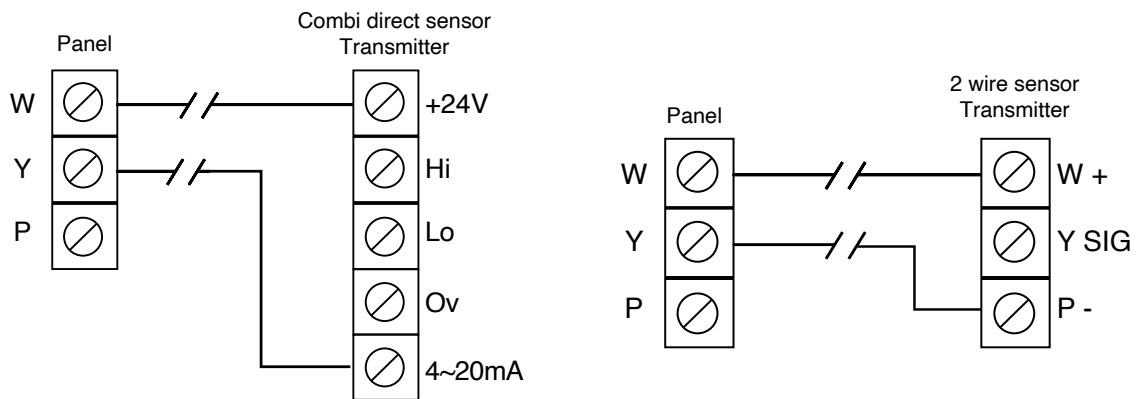 Combi direct sensor
Transmitter
Panel
W
Y
P
+24V
Hi
Lo
Ov
4~20mA
2 wire sensor
Transmitter
Panel
W
Y
P
W +
Y SIG
P -